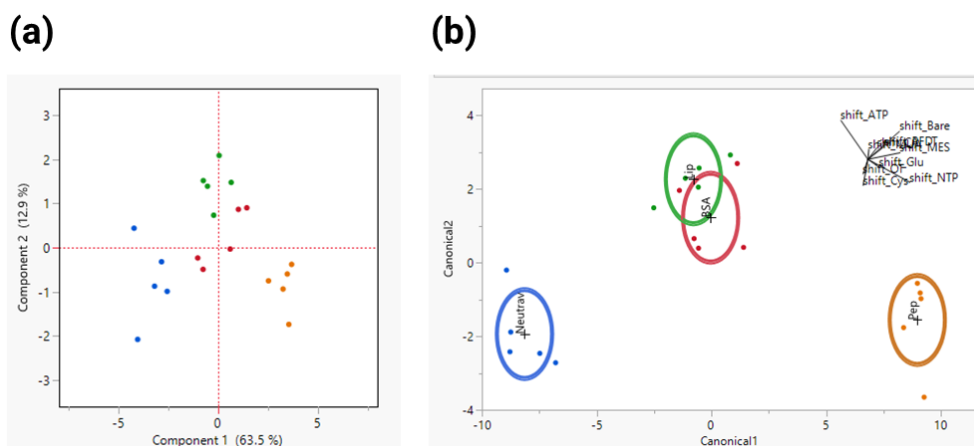 (a)
(b)
3
2
1
0
-1
-2
-3
Component 2 (12.9 %)
-5
0
5
Component 1 (63.5 %)
4
2
0
-2
-4
Canonical2
-10
-5
0
5
10
Canonical1
Lip
BSA
Neutrav
Pep
shift_ATP
shift_Bare
shift_MES
shift_Glu
shift_Cys
shift_NTP